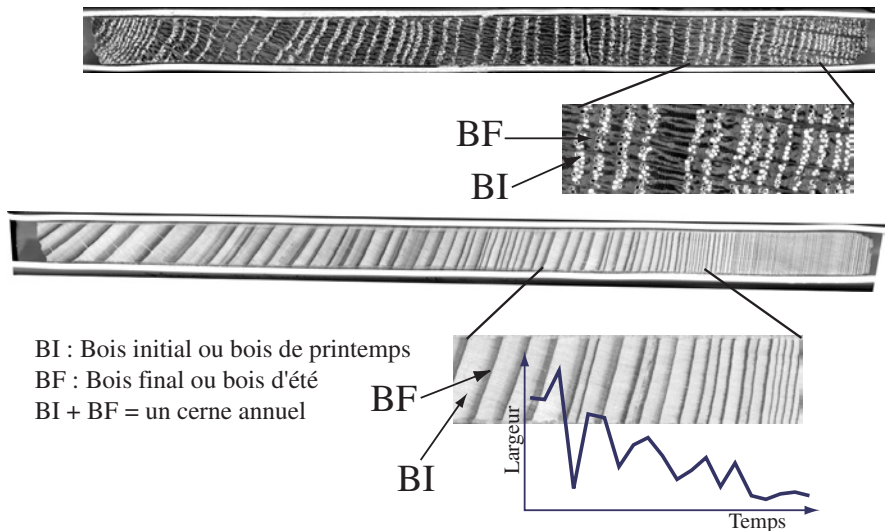 BF
BI
BI : Bois initial ou bois de printemps
BF : Bois final ou bois d'été
BI + BF = un cerne annuel
BF
BI
Largeur
Temps